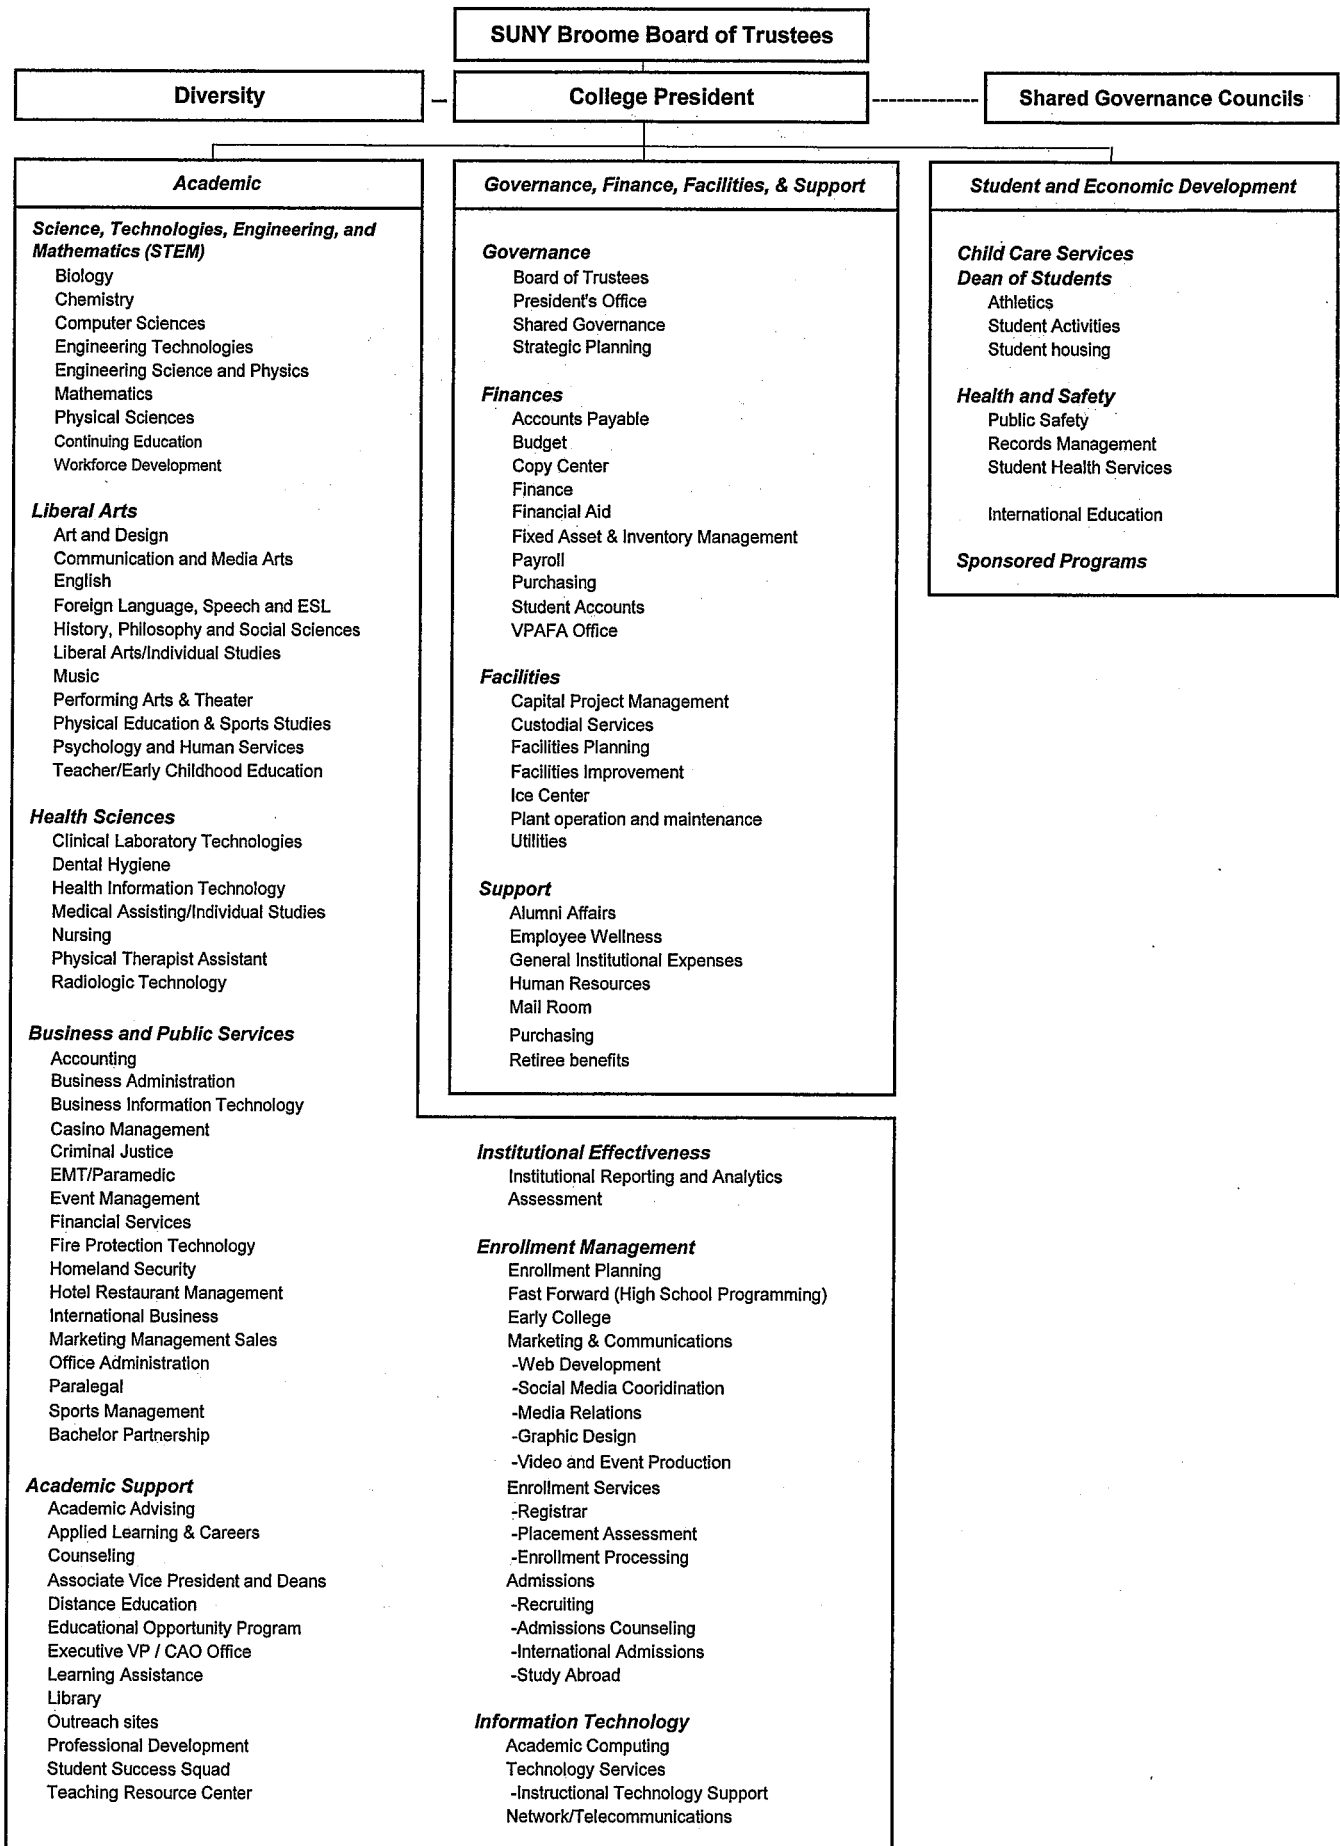 SUNY Broome Board of Trustees
Diversity
College President
Shared Governance Councils
Academic
Science, Technologies, Engineering, and
Mathematics (STEM)
Biology
Chemistry
Computer Sciences
Engineering Technologies
Engineering Science and Physics
Mathematics
Physical Sciences
Continuing Education
Workforce Development
Liberal Arts
Art and Design
Communication and Media Arts
English
Foreign Language, Speech and ESL
History, Philosophy and Social Sciences
Liberal Arts/Individual Studies
Music
Performing Arts & Theater
Physical Education & Sports Studies
Psychology and Human Services
Teacher/Early Childhood Education
Health Sciences
Clinical Laboratory Technologies
Dental Hygiene
Health Information Technology
Medical Assisting/Individual Studies
Nursing
Physical Therapist Assistant
Radiologic Technology
Business and Public Services
Accounting
Business Administration
Business Information Technology
Casino Management
Criminal Justice
EMT/Paramedic
Event Management
Financial Services
Fire Protection Technology
Homeland Security
Hotel Restaurant Management
International Business
Marketing Management Sales
Office Administration
Paralegal
Sports Management
Bachelor Partnership
Academic Support
Academic Advising
Applied Learning & Careers
Counseling
Associate Vice President and Deans
Distance Education
Educational Opportunity Program
Executive VP / CAO Office
Learning Assistance
Library
Outreach sites
Professional Development
Student Success Squad
Teaching Resource Center
Institutional Effectiveness
Institutional Reporting and Analytics
Assessment
Enrollment Management
Enrollment Planning
Fast Forward (High School Programming)
Early College
Marketing & Communications
-Web Development
-Social Media Cooridination
-Media Relations
-Graphic Design
-Video and Event Production
Enrollment Services
-Registrar
-Placement Assessment
-Enrollment Processing
Admissions
-Recruiting
-Admissions Counseling
-International Admissions
-Study Abroad
Information Technology
Academic Computing
Technology Services
-Instructional Technology Support
Network/Telecommunications
Governance, Finance, Facilities, & Support
Governance
Board of Trustees
President's Office
Shared Governance
Strategic Planning
Finances
Accounts Payable
Budget
Copy Center
Finance
Financial Aid
Fixed Asset & Inventory Management
Payroll
Purchasing
Student Accounts
VPAFA Office
Facilities
Capital Project Management
Custodial Services
Facilities Planning
Facilities Improvement
Ice Center
Plant operation and maintenance
Utilities
Support
Alumni Affairs
Employee Wellness
General Institutional Expenses
Human Resources
Mail Room
Purchasing
Retiree benefits
Student and Economic Development
Child Care Services
Dean of Students
Athletics
Student Activities
Student housing
Health and Safety
Public Safety
Records Management
Student Health Services
International Education
Sponsored Programs